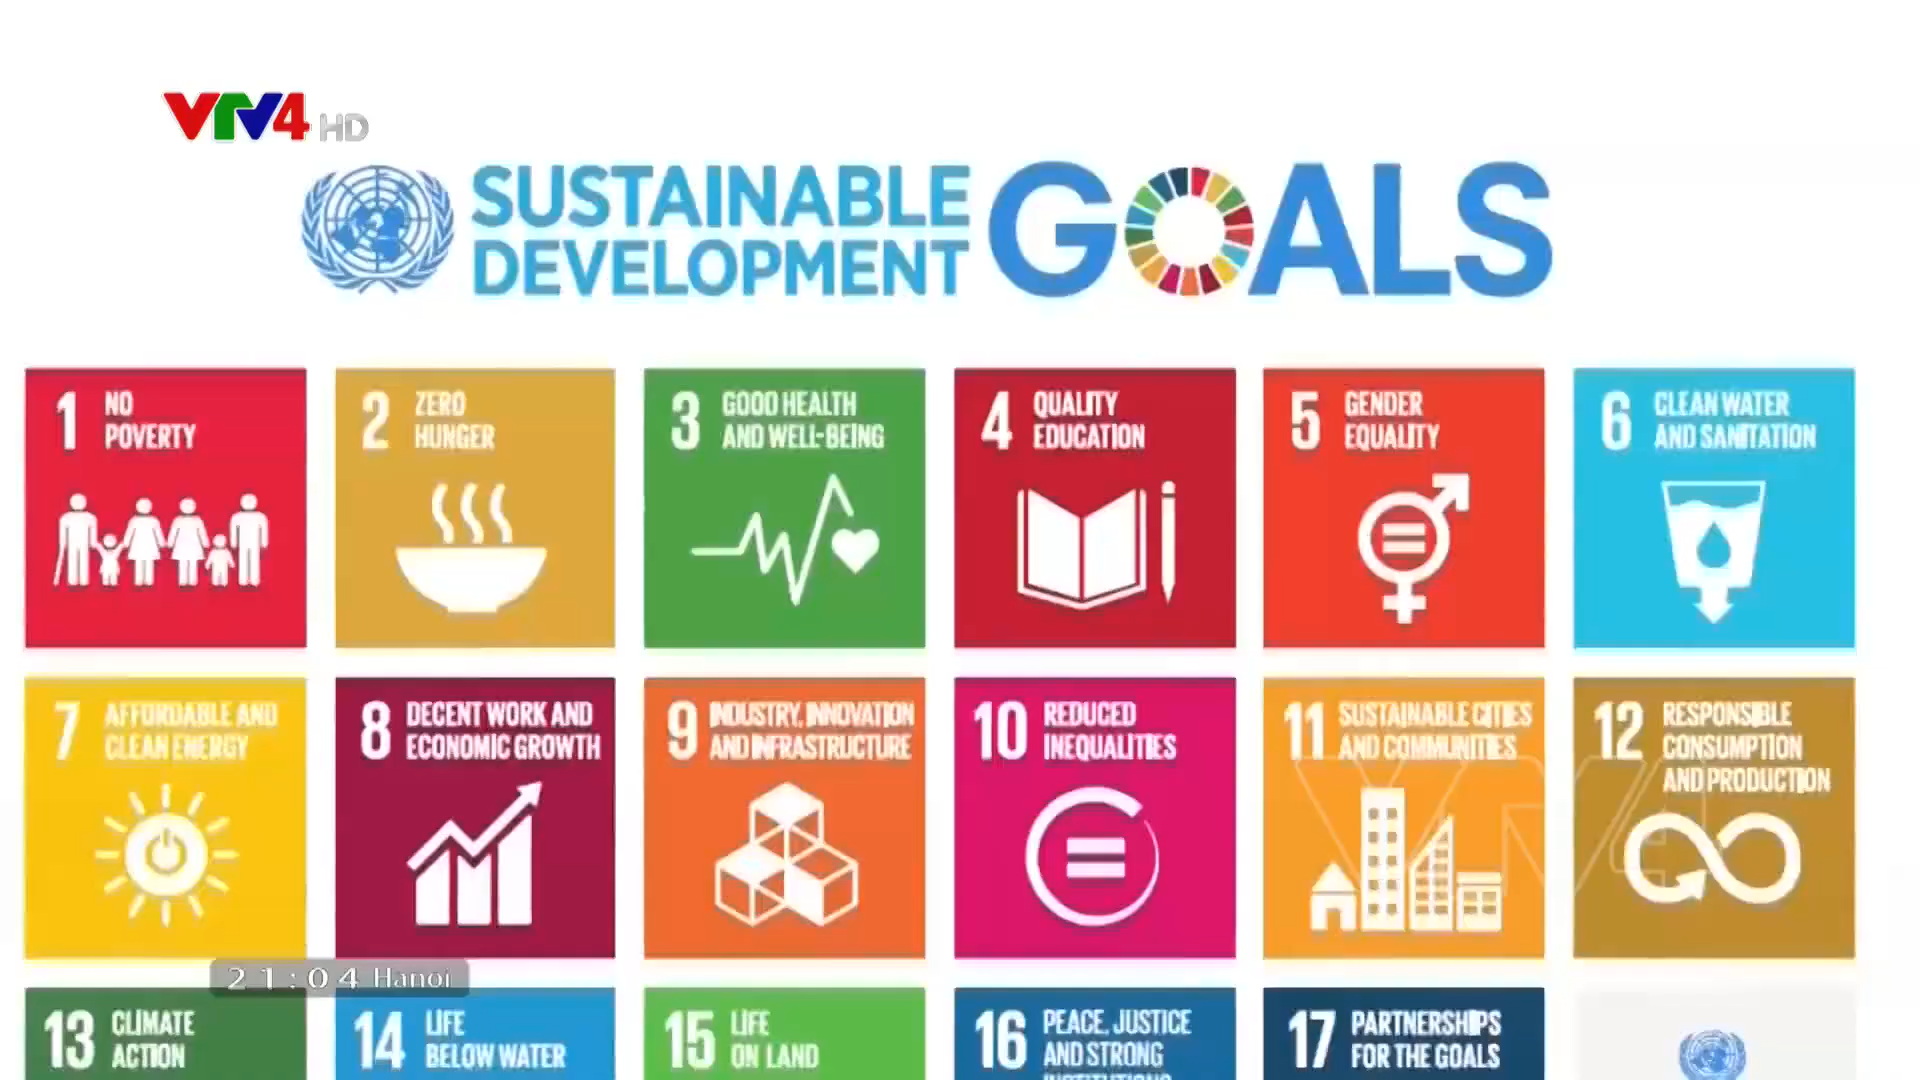 VTV4 HD
SUSTAINABLE
DEVELOPMENT
GOALS
1 NO
POVERTY
2 ZERO
HUNGER
3 GOOD HEALTH
AND WELL-BEING
4 QUALITY
EDUCATION
5 GENDER
EQUALITY
6 CLEAN WATER
AND SANITATION
7 AFFORDABLE AND
CLEAN ENERGY
8 DECENT WORK AND
ECONOMIC GROWTH
9 INDUSTRY, INNOVATION
AND INFRASTRUCTURE
10 REDUCED
INEQUALITIES
11 SUSTAINABLE CITIES
AND COMMUNITIES
12 RESPONSIBLE
CONSUMPTION
AND PRODUCTION
VTV4
21:04 Hanoi
13 CLIMATE
ACTION
14 LIFE
BELOW WATER
15 LIFE
ON LAND
16 PEACE, JUSTICE
AND STRONG
INSTITUTIONS
17 PARTNERSHIPS
FOR THE GOALS